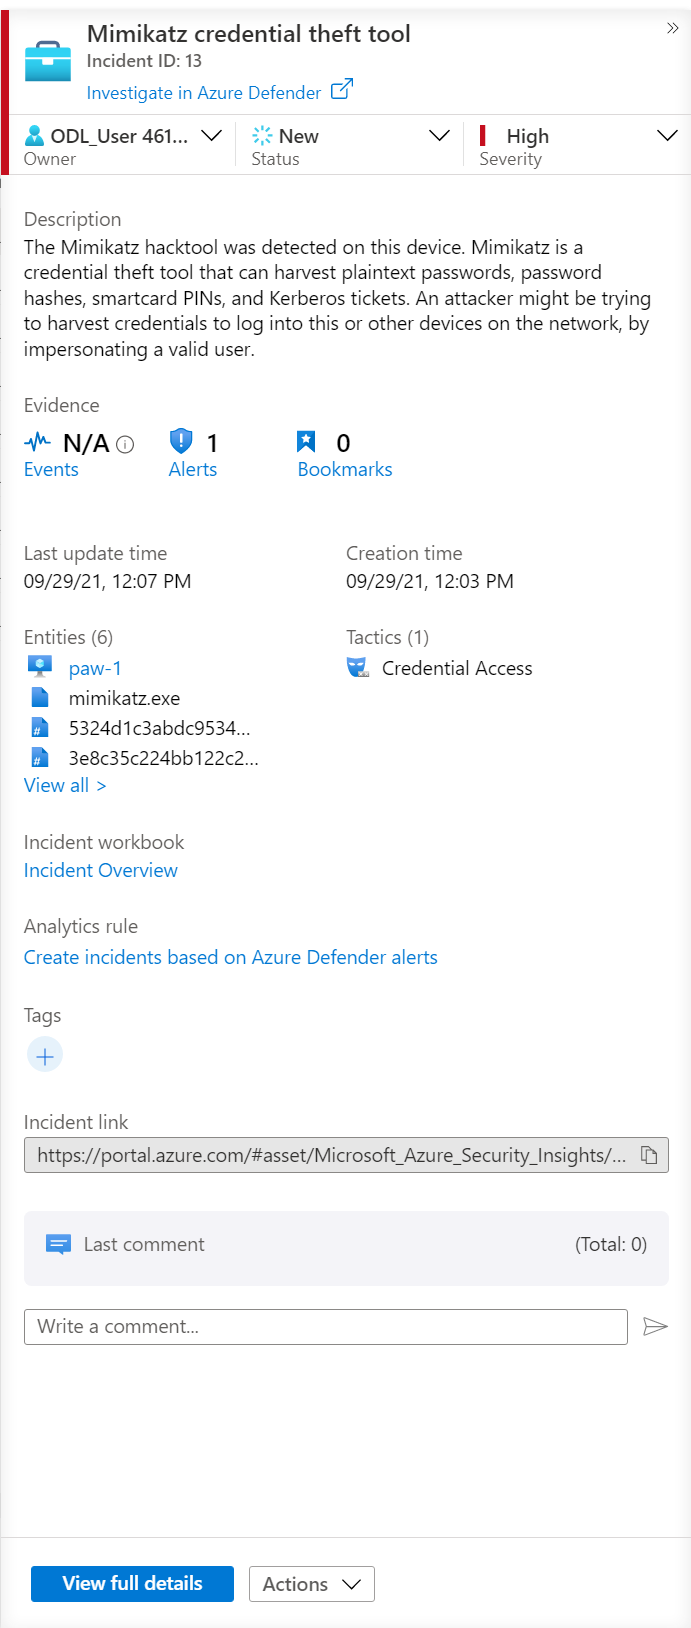 Mimikatz credential theft tool
Incident ID: 13
Investigate in Azure Defender
ODL_User 461...
Owner
New
Status
High
Severity
Description
The Mimikatz hacktool was detected on this device. Mimikatz is a
credential theft tool that can harvest plaintext passwords, password
hashes, smartcard PINs, and Kerberos tickets. An attacker might be trying
to harvest credentials to log into this or other devices on the network, by
impersonating a valid user.
Evidence
N/A
Events
1
Alerts
0
Bookmarks
Last update time
09/29/21, 12:07 PM
Creation time
09/29/21, 12:03 PM
Entities (6)
paw-1
mimikatz.exe
5324d1c3abdc9534...
3e8c35c224bb122c2...
View all >
Tactics (1)
Credential Access
Incident workbook
Incident Overview
Analytics rule
Create incidents based on Azure Defender alerts
Tags
Incident link
https://portal.azure.com/#asset/Microsoft_Azure_Security_Insights/...
Last comment
(Total: 0)
Write a comment...
View full details
Actions